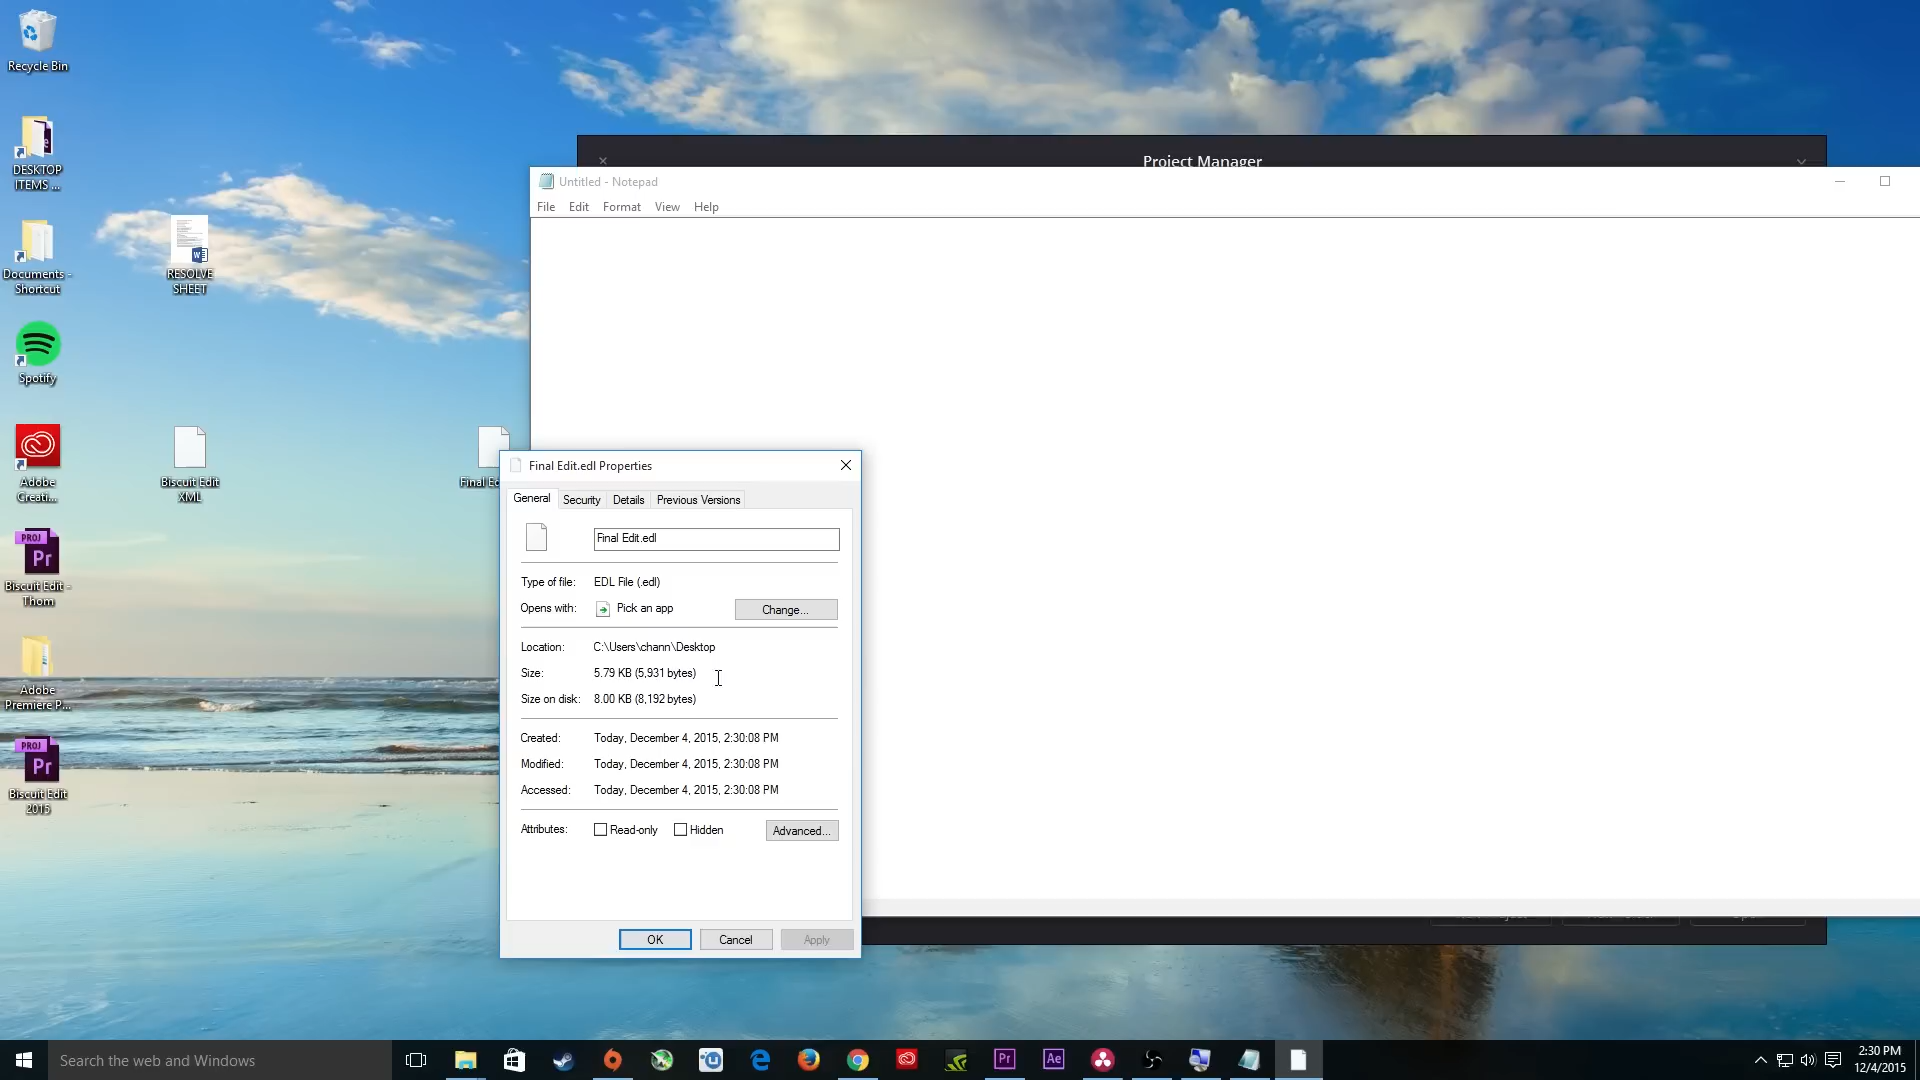 Recycle Bin
DESKTOP
ITEMS ...
Documents -
Shortcut
Spotify
Adobe
Creati...
PROJ
Pr
Biscuit Edit -
Thom
Adobe
Premiere P...
PROJ
Pr
Biscuit Edit
2015
RESOLVE
SHEET
Biscuit Edit
XML
Final Ed
Project Manager
Untitled - Notepad
File Edit Format View Help
Final Edit.edl Properties
General Security Details Previous Versions
Final Edit.edl
Type of file: EDL File (.edl)
Opens with: Pick an app Change...
Location: C:\Users\chann\Desktop
Size: 5.79 KB (5,931 bytes)
Size on disk: 8.00 KB (8,192 bytes)
Created: Today, December 4, 2015, 2:30:08 PM
Modified: Today, December 4, 2015, 2:30:08 PM
Accessed: Today, December 4, 2015, 2:30:08 PM
Attributes: Read-only Hidden Advanced...
OK Cancel Apply
Search the web and Windows
Pr
Ae
2:30 PM
12/4/2015